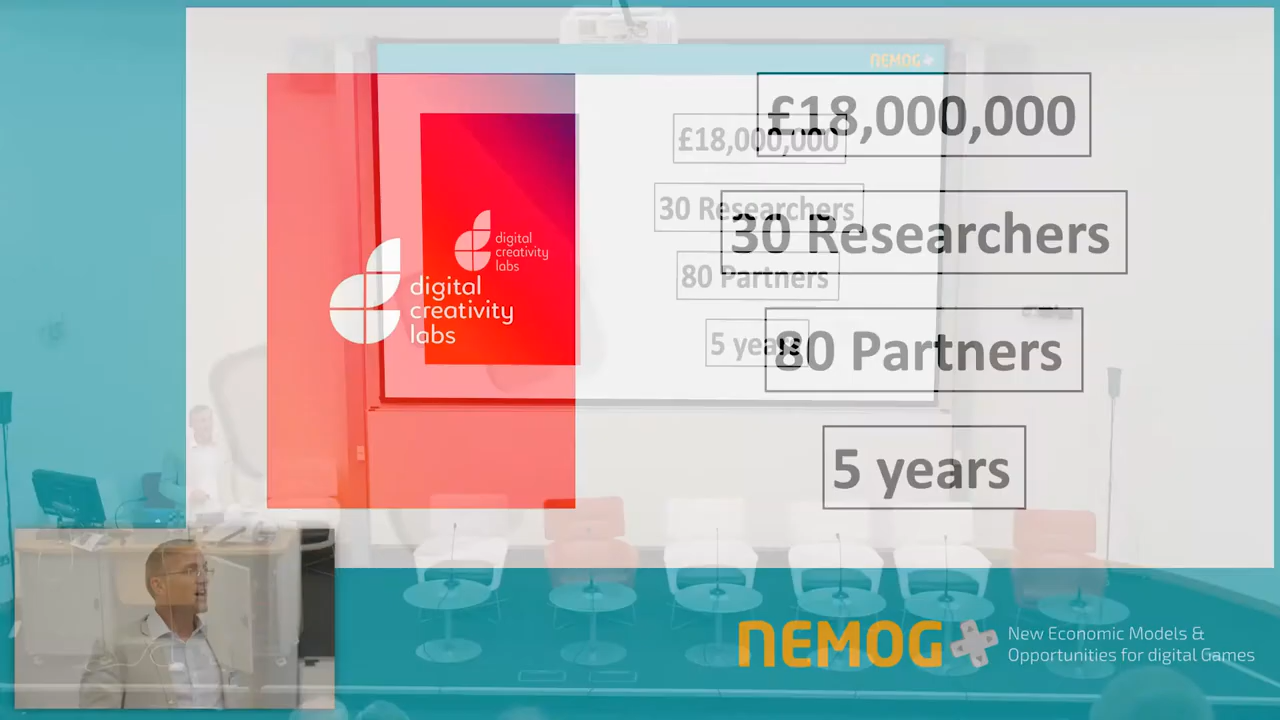 NEMOG
£18,000,000
£18,000,000
30 Researchers
30 Researchers
80 Partners
80 Partners
5 years
5 years
digital
creativity
labs
digital
creativity
labs
NEMOG
New Economic Models &
Opportunities for digital Games